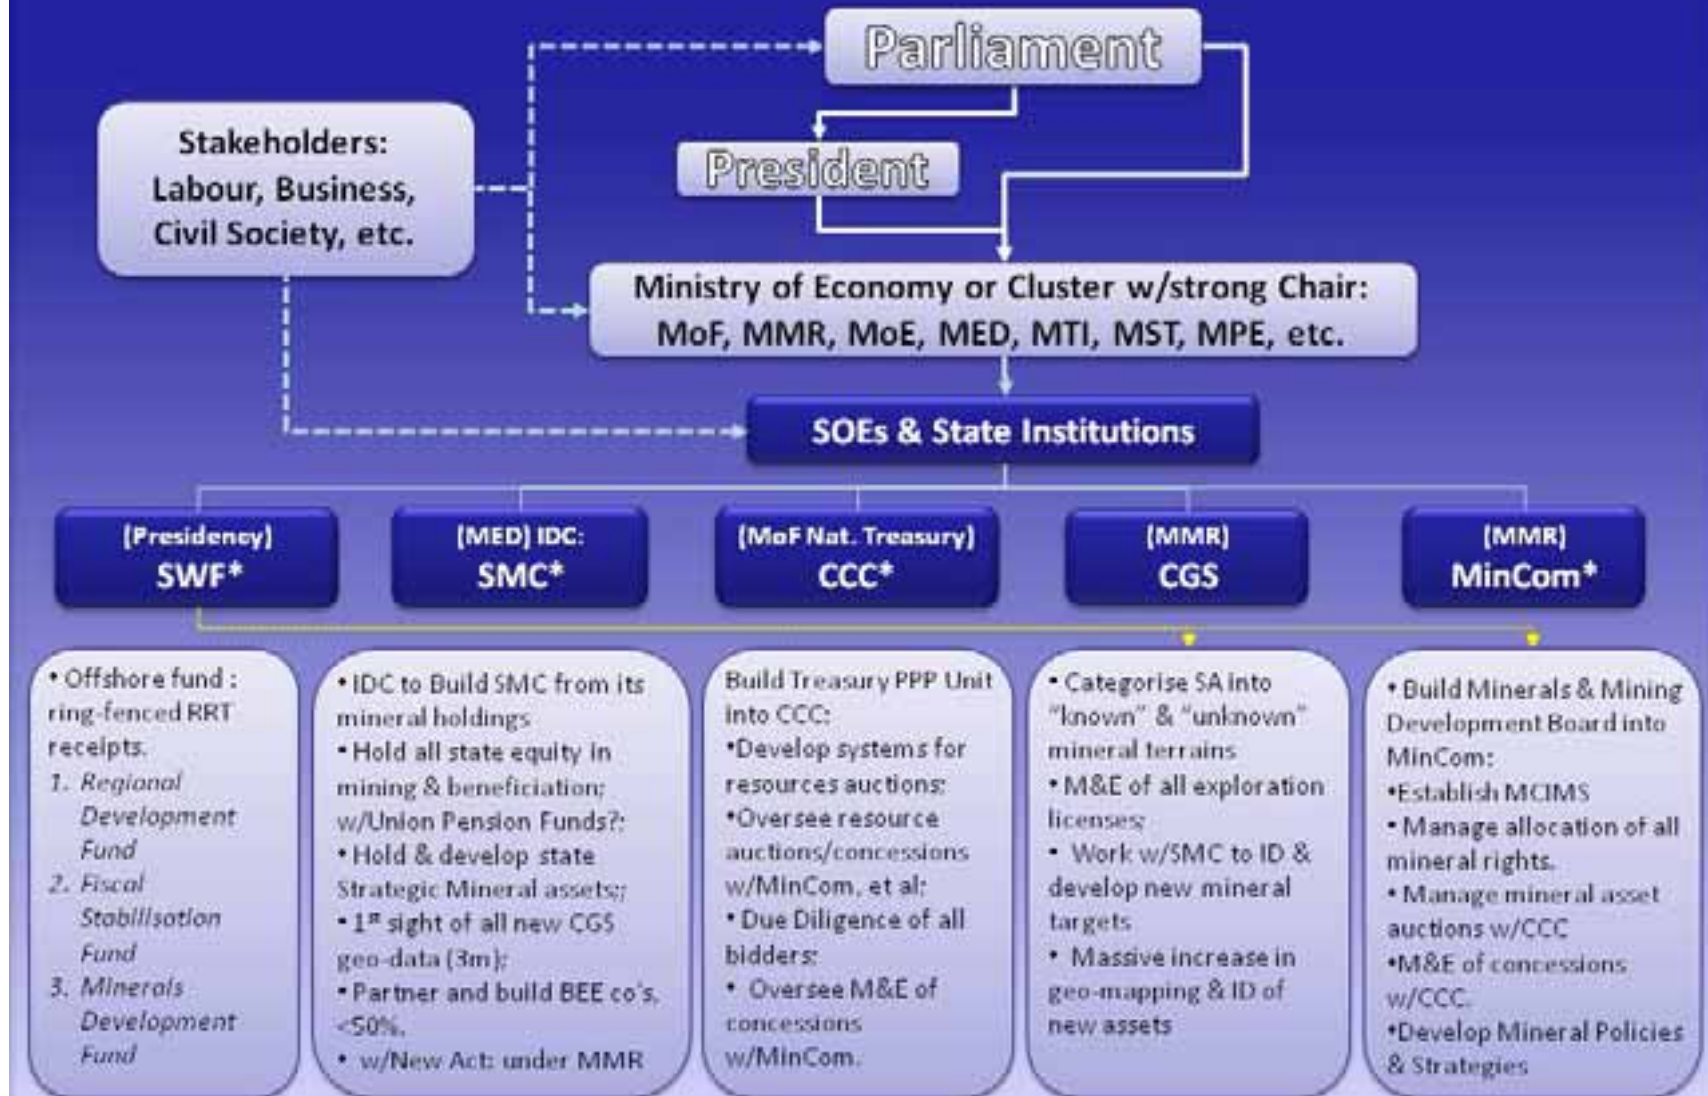 Parliament
President
Stakeholders:
Labour, Business,
Civil Society, etc.
Ministry of Economy or Cluster w/strong Chair:
MoF, MMR, MoE, MED, MTI, MST, MPE, etc.
SOEs & State Institutions
(Presidency)
SWF*
(MED) IDC:
SMC*
(MoF Nat. Treasury)
CCC*
(MMR)
CGS
(MMR)
MinCom*
• Offshore fund :
ring-fenced RRT
receipts.
1. Regional
Development
Fund
2. Fiscal
Stabilisation
Fund
3. Minerals
Development
Fund
• IDC to Build SMC from its
mineral holdings
• Hold all state equity in
mining & beneficiation;
w/Union Pension Funds?;
• Hold & develop state
Strategic Mineral assets;;
• 1st sight of all new CGS
geo-data (3m);
• Partner and build BEE co's,
<50%.
• w/New Act: under MMR
Build Treasury PPP Unit
into CCC:
•Develop systems for
resources auctions;
•Oversee resource
auctions/concessions
w/MinCom, et al;
• Due Diligence of all
bidders;
• Oversee M&E of
concessions
w/MinCom.
• Categorise SA into
“known” & “unknown”
mineral terrains
• M&E of all exploration
licenses;
• Work w/SMC to ID &
develop new mineral
targets
• Massive increase in
geo-mapping & ID of
new assets
• Build Minerals & Mining
Development Board into
MinCom:
•Establish MCIMS
• Manage allocation of all
mineral rights.
• Manage mineral asset
auctions w/CCC
•M&E of concessions
w/CCC.
•Develop Mineral Policies
& Strategies